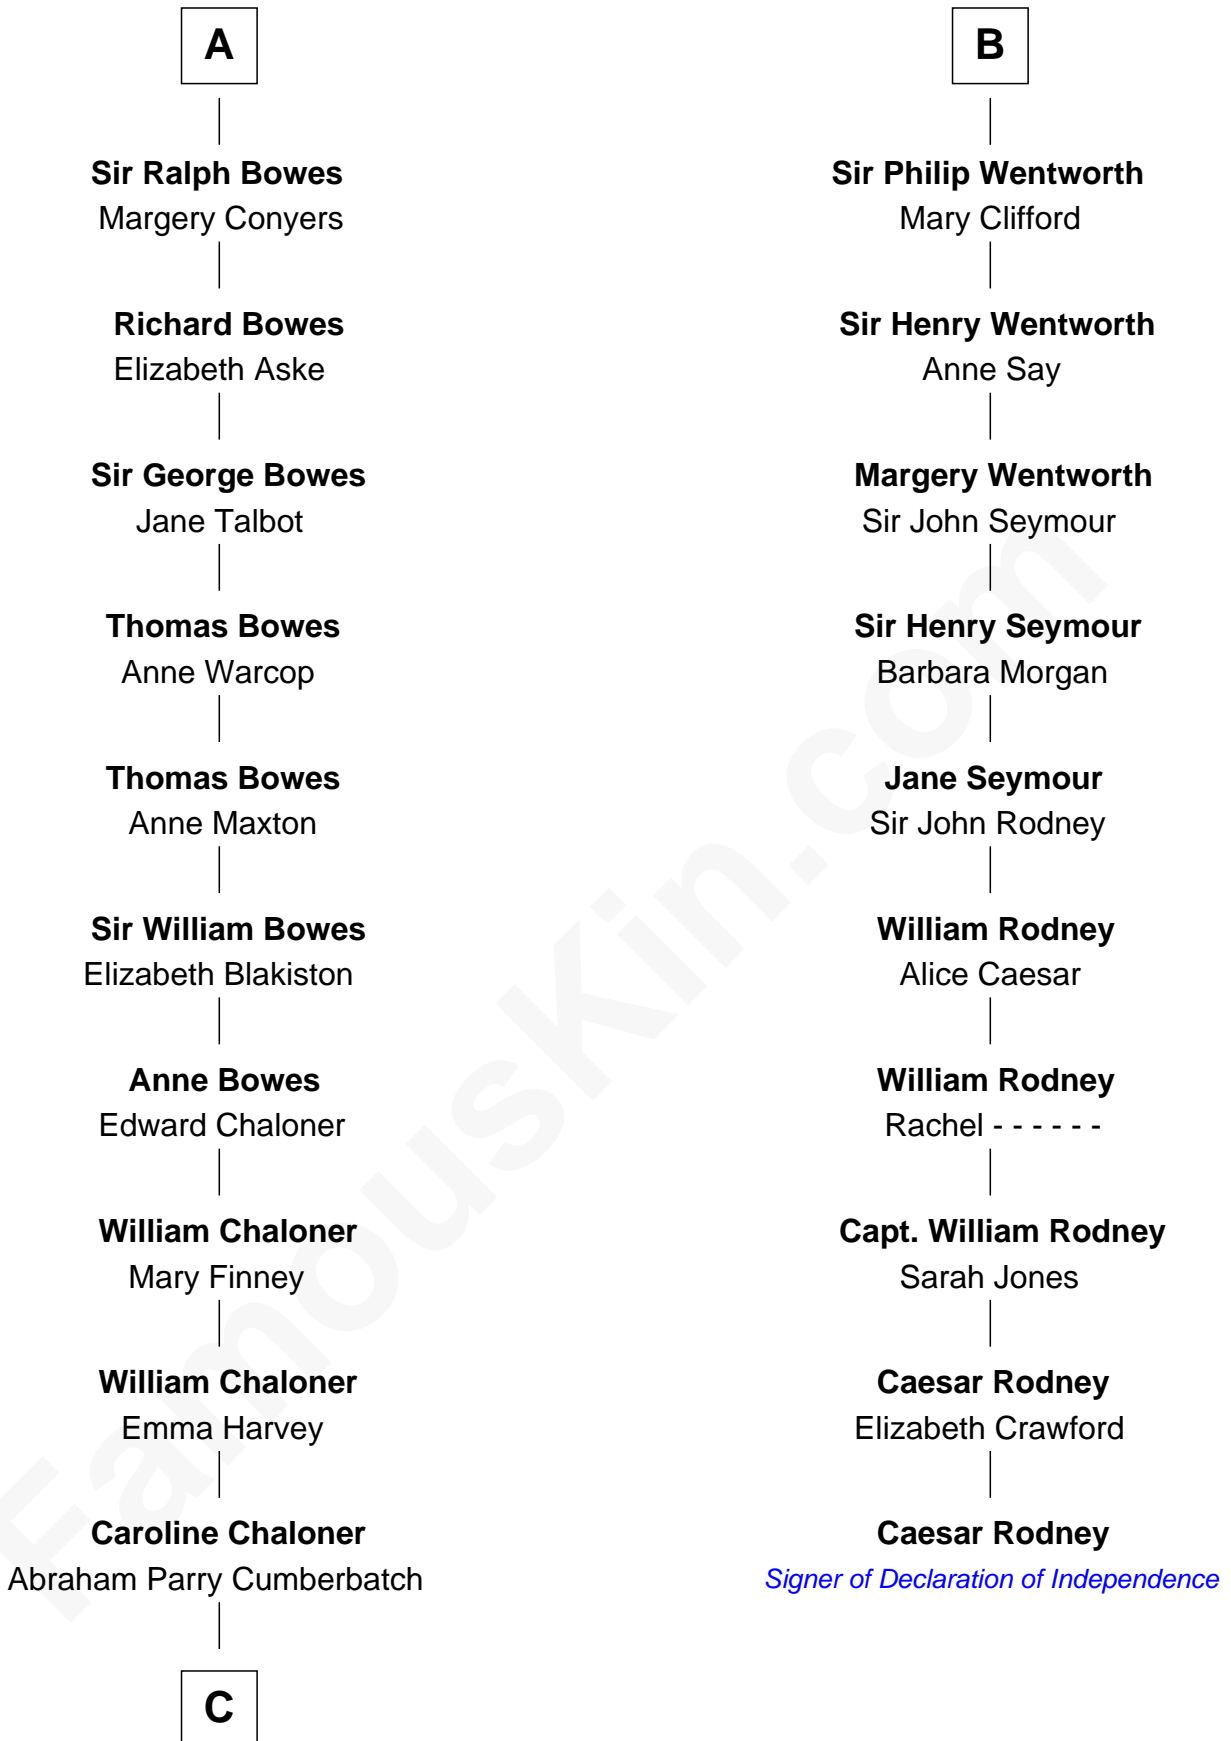 A
Sir Ralph Bowes
Margery Conyers
Richard Bowes
Elizabeth Aske
Sir George Bowes
Jane Talbot
Thomas Bowes
Anne Warcop
Thomas Bowes
Anne Maxton
Sir William Bowes
Elizabeth Blakiston
Anne Bowes
Edward Chaloner
William Chaloner
Mary Finney
William Chaloner
Emma Harvey
Caroline Chaloner
Abraham Parry Cumberbatch
C
B
Sir Philip Wentworth
Mary Clifford
Sir Henry Wentworth
Anne Say
Margery Wentworth
Sir John Seymour
Sir Henry Seymour
Barbara Morgan
Jane Seymour
Sir John Rodney
William Rodney
Alice Caesar
William Rodney
Rachel - - - - - -
Capt. William Rodney
Sarah Jones
Caesar Rodney
Elizabeth Crawford
Caesar Rodney
Signer of Declaration of Independence
FamousKin.com